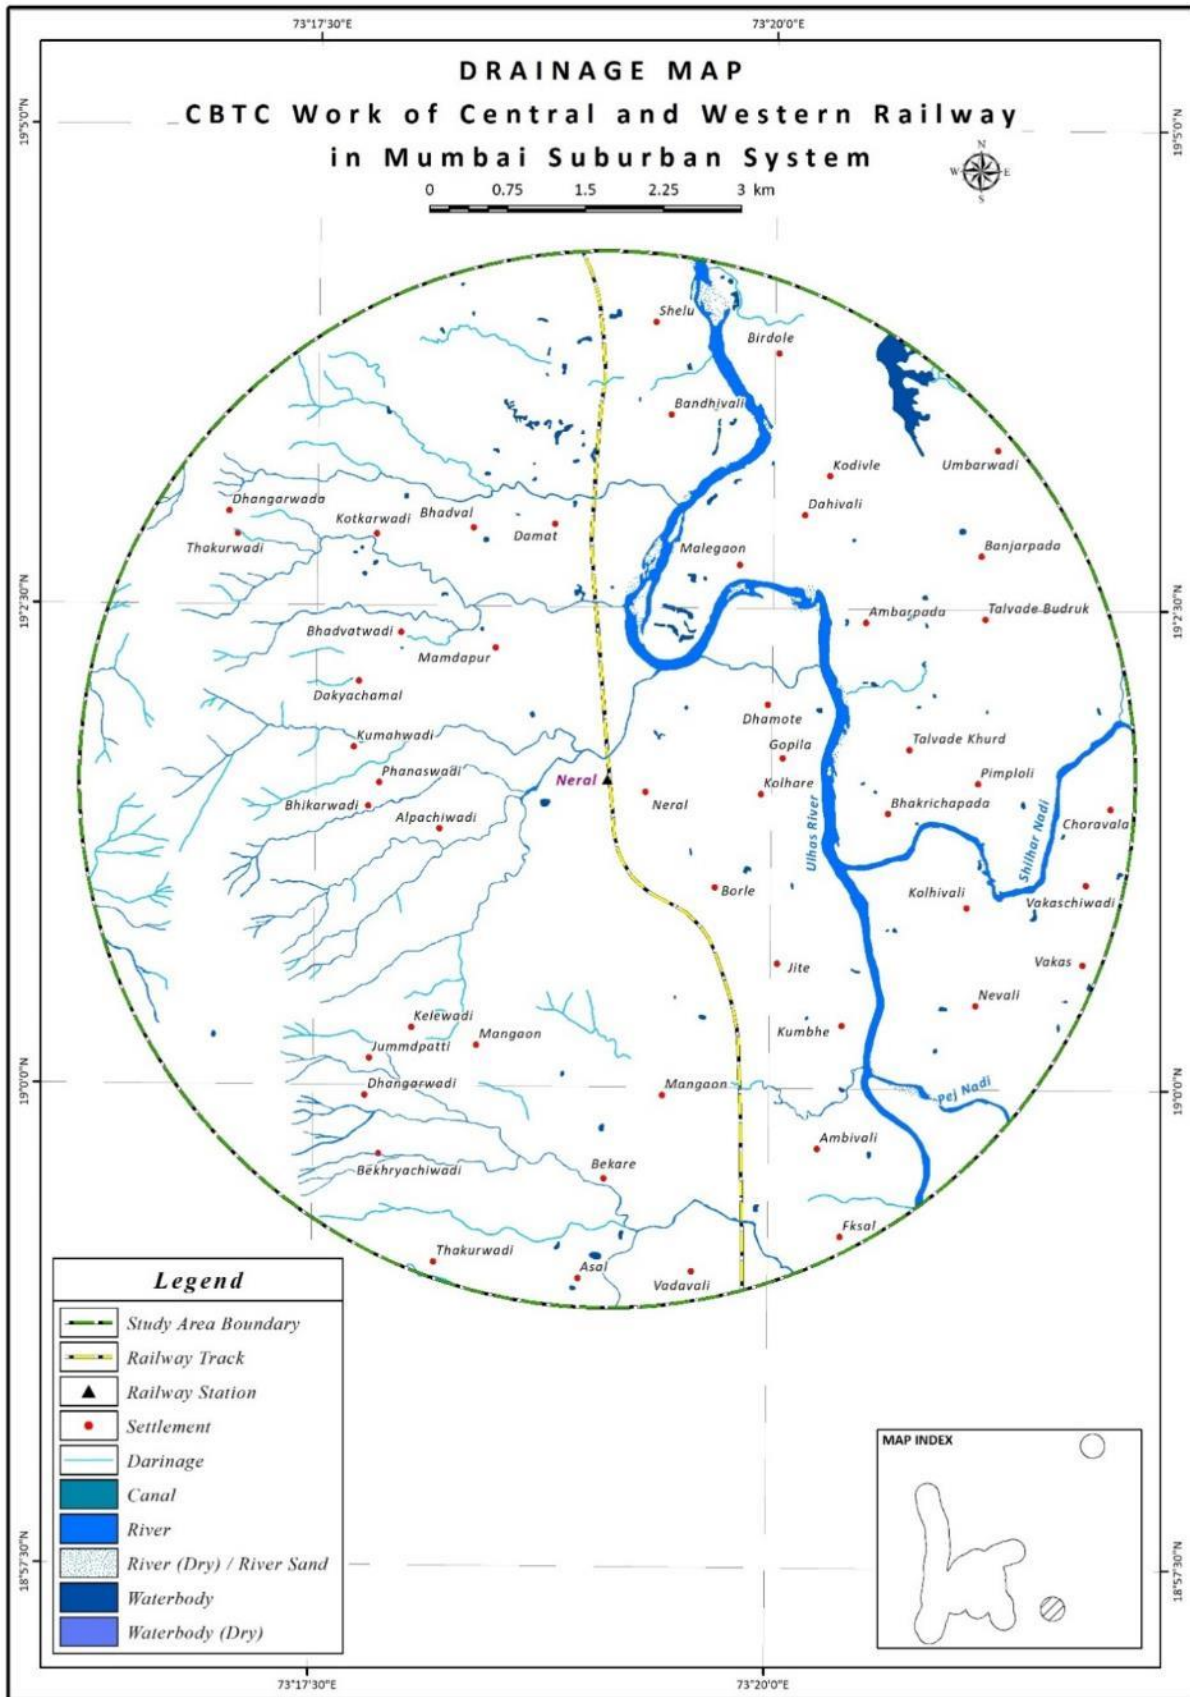 73°17'30"E
73°20'0"E
DRAINAGE MAP
CBTC Work of Central and Western Railway
in Mumbai Suburban System
19°5'0"N
19°5'0"N
N
W
E
S
0 0.75 1.5 2.25 3 km
Shelu
Birdole
Bandhivali
Umbarwadi
Kodivle
Dhangarwada
Kotkarwadi
Bhadval
Damat
Dahivali
Thakurwadi
Malegaon
Banjarpada
19°2'30"N
19°2'30"N
Ambarpada
Talvade Budruk
Bhadvatwadi
Mamdapur
Dakyachamal
Dhamote
Kumahwadi
Gopila
Talvade Khurd
Phanaswadi
Neral
Kolhare
Pimploli
Bhikarwadi
Neral
Bhakrichapada
Alpachiwadi
Ulhas River
Shilhar Nadi
Choravala
Borle
Kolhivali
Vakaschiwadi
Jite
Vakas
Nevali
Kelewadi
Mangaon
Kumbhe
Jummdpatti
Dhangarwadi
Mangaon
Pej Nadi
19°0'0"N
19°0'0"N
Ambivali
Bekhryachiwadi
Bekare
Fksal
Thakurwadi
Asal
Vadavali
Legend
Study Area Boundary
Railway Track
Railway Station
Settlement
Darinage
Canal
River
River (Dry) / River Sand
Waterbody
Waterbody (Dry)
MAP INDEX
18°57'30"N
18°57'30"N
73°17'30"E
73°20'0"E